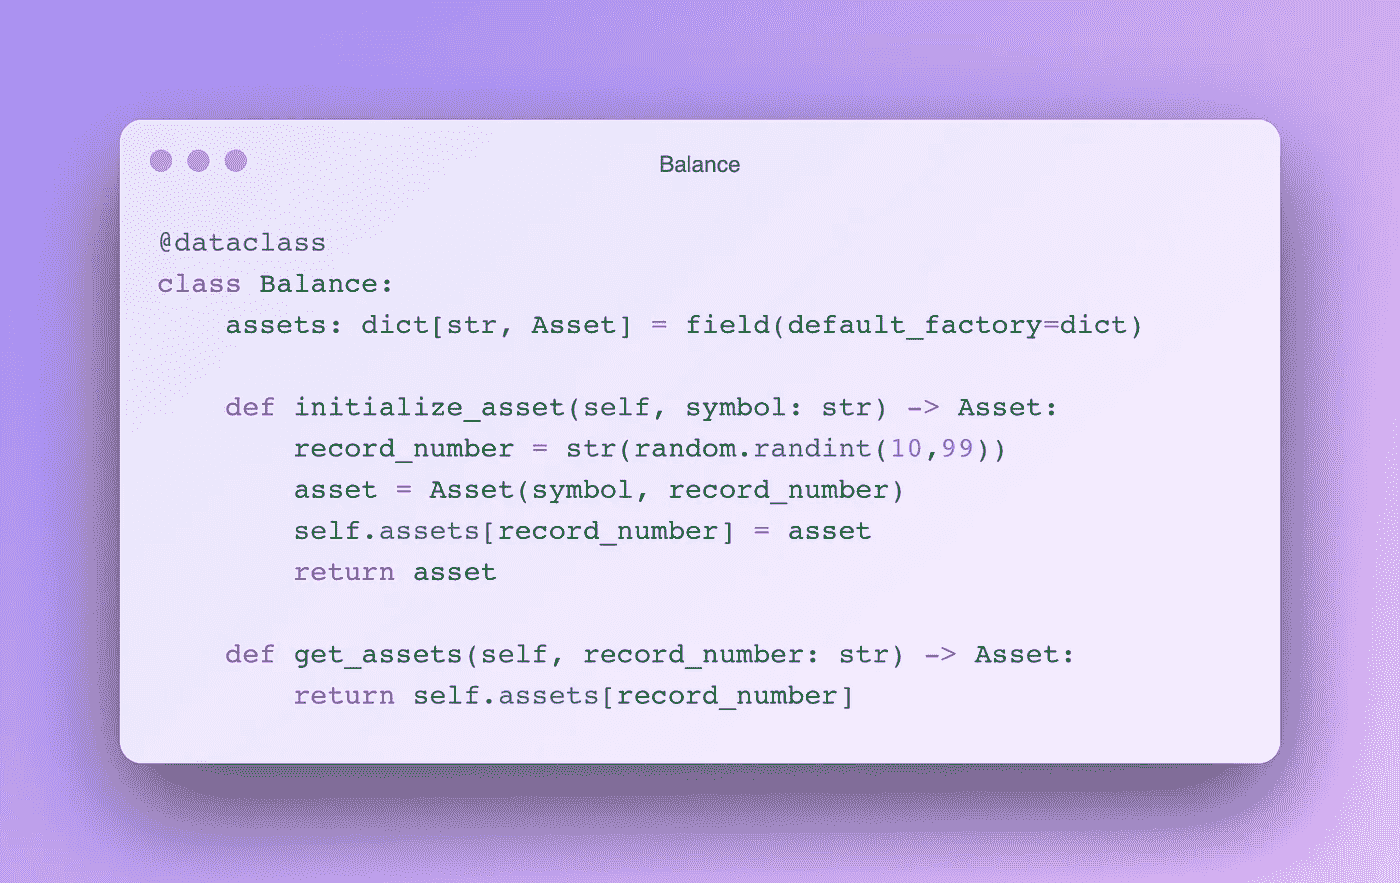 Balance
@dataclass
class Balance:
    assets: dict[str, Asset] = field(default_factory=dict)
    def initialize_asset(self, symbol: str) -> Asset:
        record_number = str(random.randint(10,99))
        asset = Asset(symbol, record_number)
        self.assets[record_number] = asset
        return asset
    def get_assets(self, record_number: str) -> Asset:
        return self.assets[record_number]